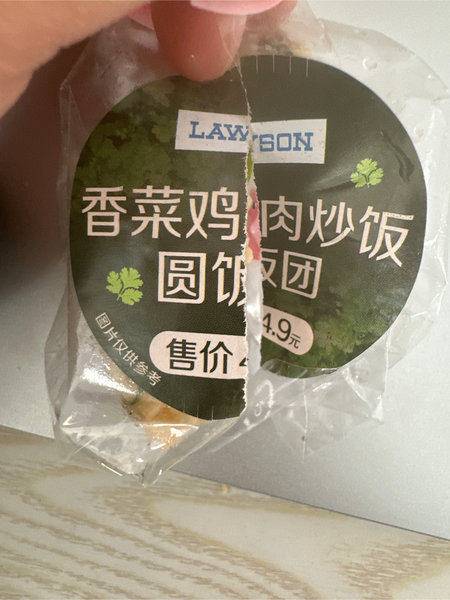 LAWSON
香菜鸡肉炒饭
圆饭团
售价4.9元
图片仅供参考